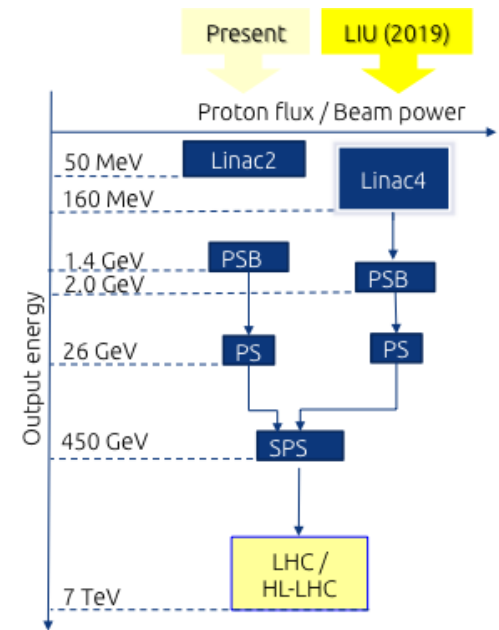 Present
LIU (2019)
Proton flux / Beam power
50 MeV
Linac2
Linac4
160 MeV
1.4 GeV
PSB
2.0 GeV
PSB
26 GeV
PS
PS
Output energy
450 GeV
SPS
LHC /
HL-LHC
7 TeV